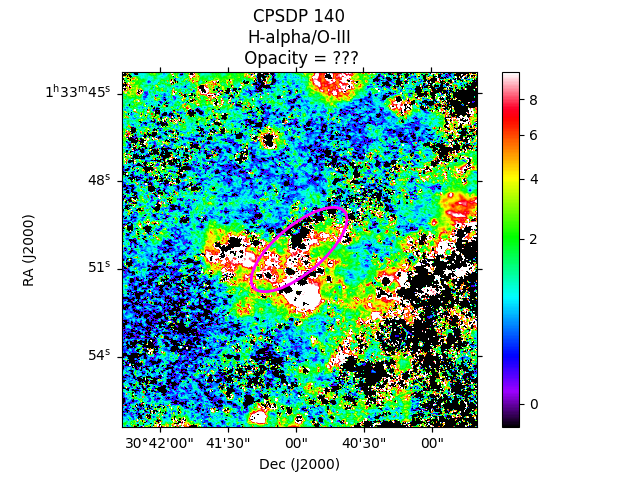 CPSDP 140
H-alpha/O-III
Opacity = ???
1h33m45s
48s
51s
54s
RA (J2000)
30°42'00" 41'30" 00" 40'30" 00"
Dec (J2000)
8
6
4
2
0